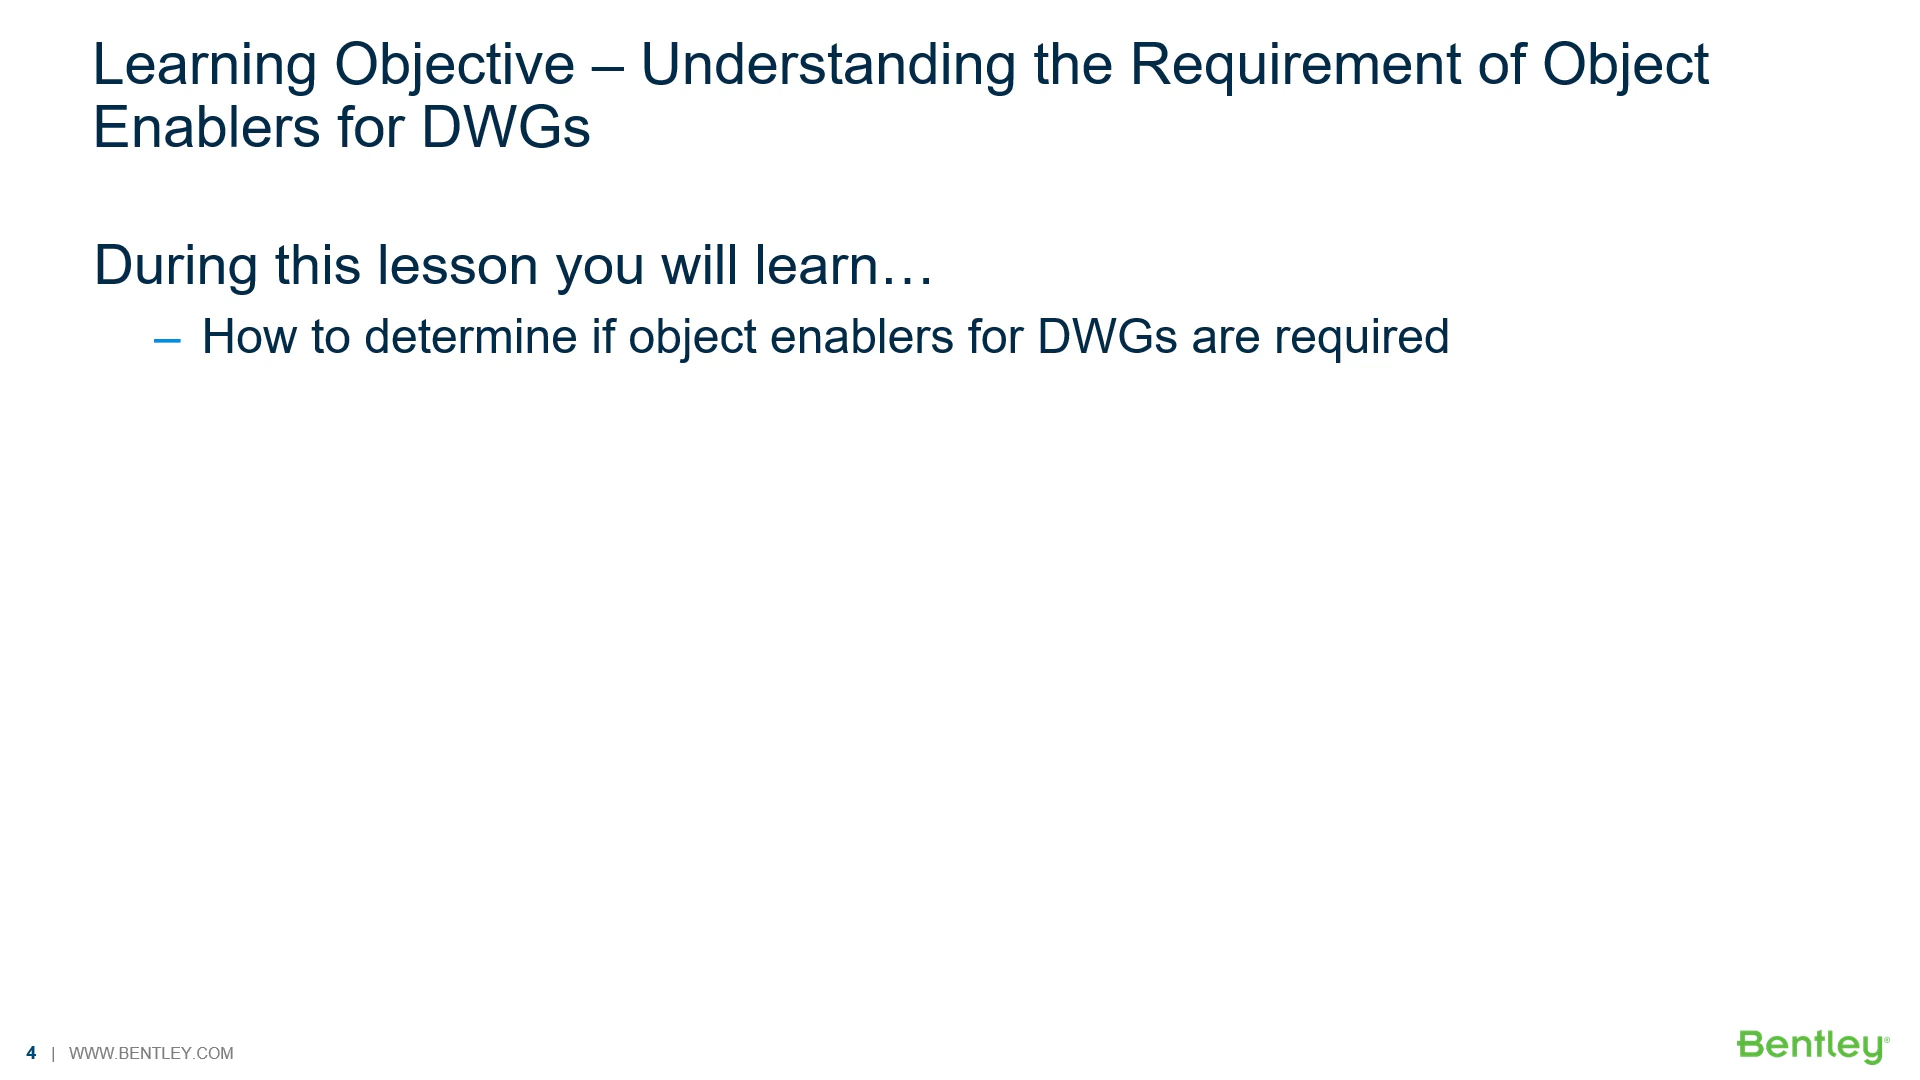 Learning Objective – Understanding the Requirement of Object
Enablers for DWGs
During this lesson you will learn…
– How to determine if object enablers for DWGs are required
4 | WWW.BENTLEY.COM
Bentley®